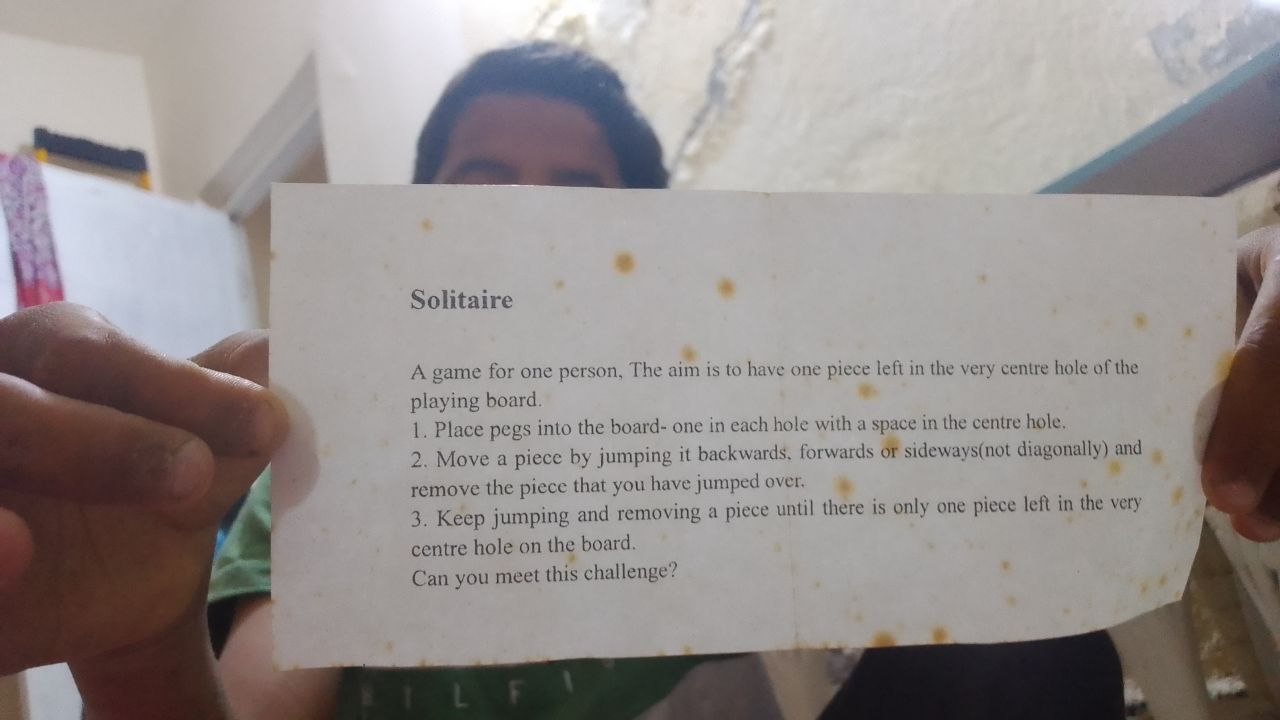 Solitaire
A game for one person, The aim is to have one piece left in the very centre hole of the
playing board.
1. Place pegs into the board- one in each hole with a space in the centre hole.
2. Move a piece by jumping it backwards, forwards or sideways(not diagonally) and
remove the piece that you have jumped over.
3. Keep jumping and removing a piece until there is only one piece left in the very
centre hole on the board.
Can you meet this challenge?